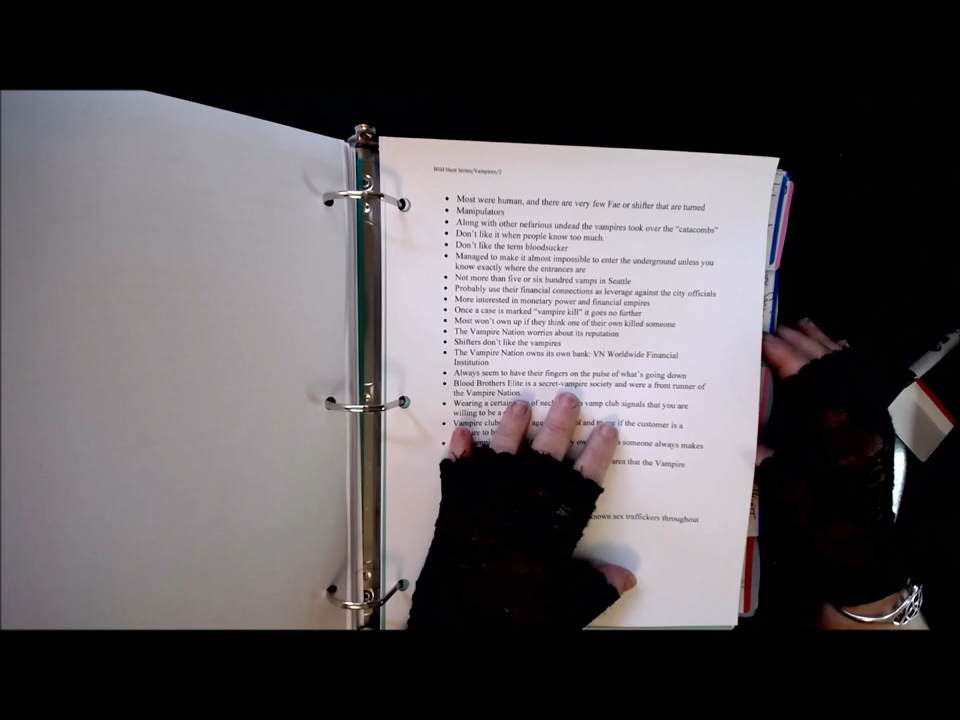 Wild Hunt Series/Vampires/2
• Most were human, and there are very few Fae or shifter that are turned
• Manipulators
• Along with other nefarious undead the vampires took over the “catacombs”
• Don’t like it when people know too much.
• Don’t like the term bloodsucker
• Managed to make it almost impossible to enter the underground unless you
know exactly where the entrances are
• Not more than five or six hundred vamps in Seattle
• Probably use their financial connections as leverage against the city officials
• More interested in monetary power and financial empires
• Once a case is marked “vampire kill” it goes no further
• Most won’t own up if they think one of their own killed someone
• The Vampire Nation worries about its reputation
• Shifters don’t like the vampires
• The Vampire Nation owns its own bank: VN Worldwide Financial
Institution
• Always seem to have their fingers on the pulse of what’s going down
• Blood Brothers Elite is a secret-vampire society and were a front runner of
the Vampire Nation.
• Wearing a certain of a vamp club signals that you are
willing to be a
• Vampire and to see if the customer is a
to
• someone always makes
area that the Vampire
known sex traffickers throughout